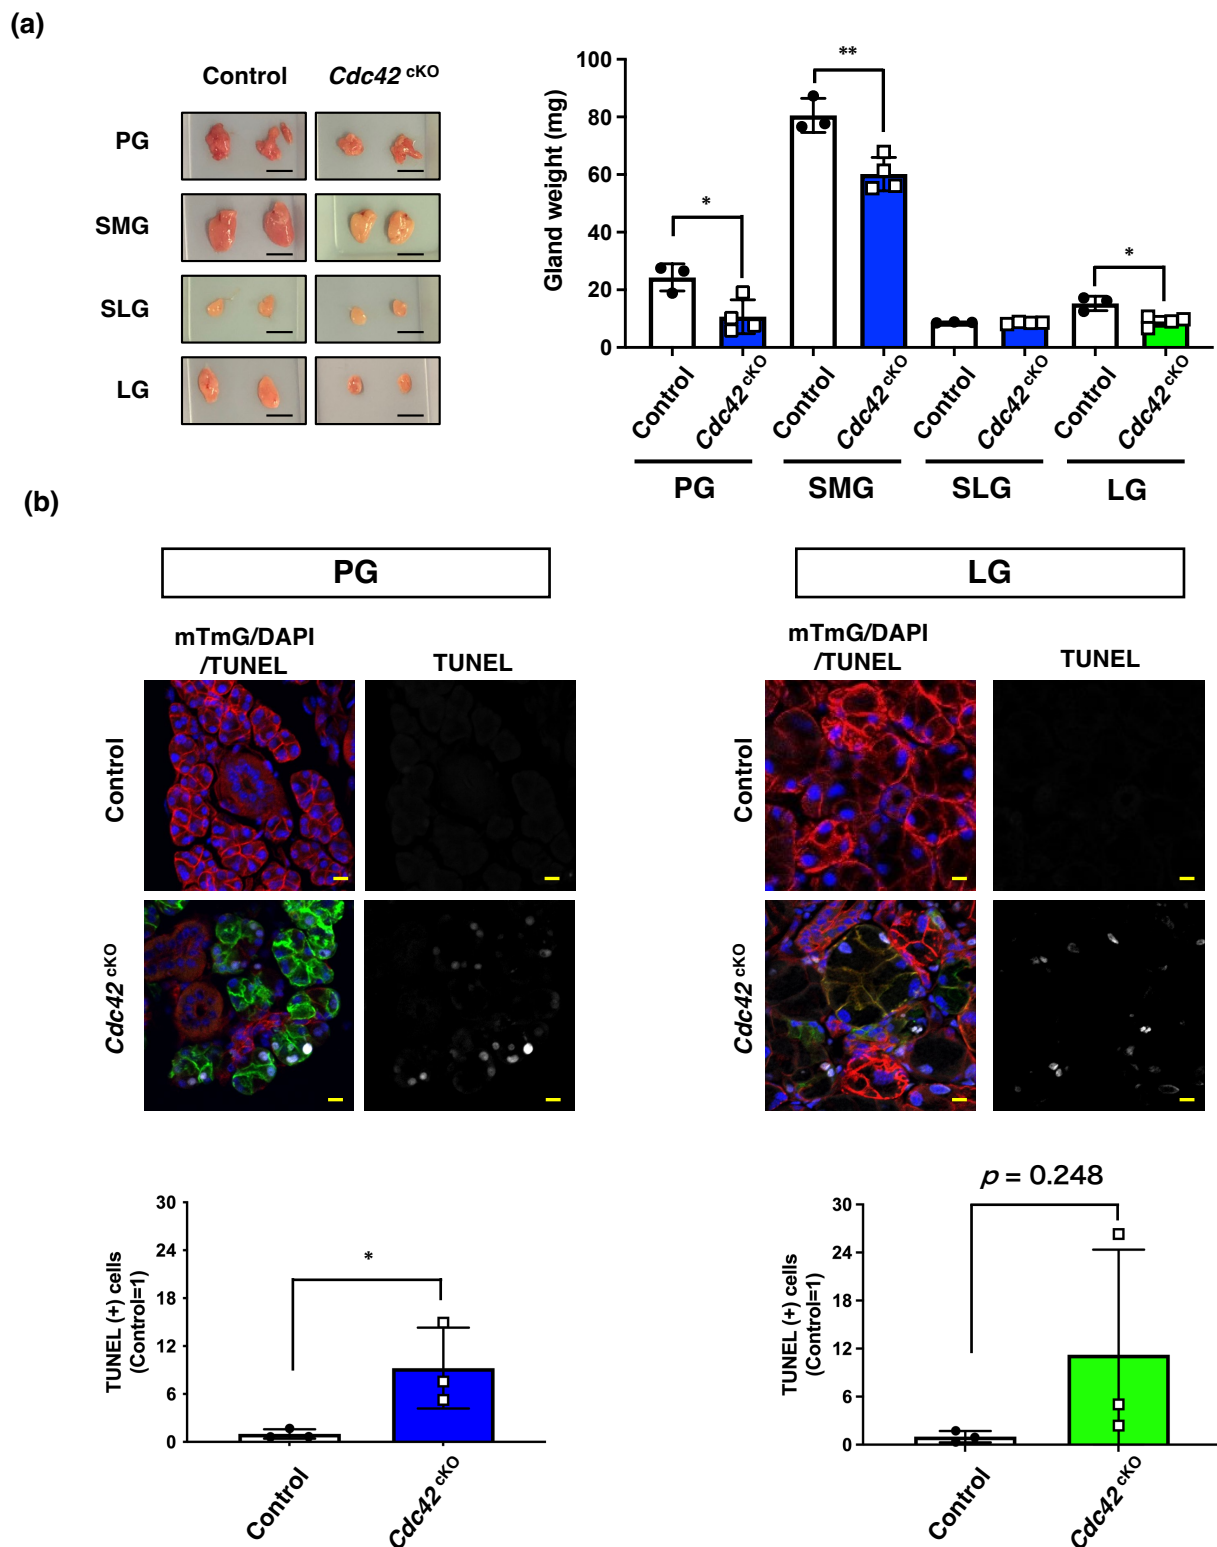 (a)
Control Cdc42 cKO
PG
SMG
SLG
LG
Gland weight (mg)
100
80
60
40
20
0
*
**
*
Control Cdc42 cKO Control Cdc42 cKO Control Cdc42 cKO Control Cdc42 cKO
PG SMG SLG LG
(b)
PG
mTmG/DAPI
/TUNEL
TUNEL
Control
Cdc42 cKO
TUNEL (+) cells
(Control=1)
30
24
18
12
6
0
*
Control Cdc42 cKO
LG
mTmG/DAPI
/TUNEL
TUNEL
Control
Cdc42 cKO
p = 0.248
TUNEL (+) cells
(Control=1)
30
24
18
12
6
0
Control Cdc42 cKO